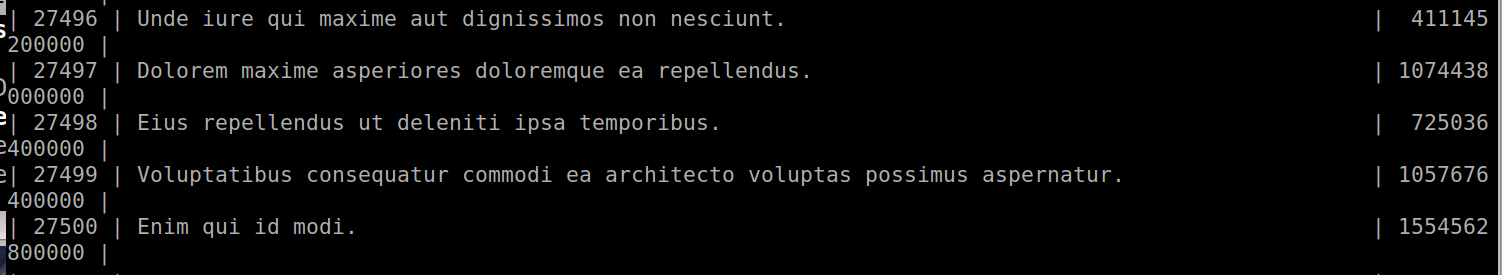 | 27496 | Unde iure qui maxime aut dignissimos non nesciunt. | 411145
200000 |
| 27497 | Dolorem maxime asperiores doloremque ea repellendus. | 1074438
000000 |
| 27498 | Eius repellendus ut deleniti ipsa temporibus. | 725036
400000 |
| 27499 | Voluptatibus consequatur commodi ea architecto voluptas possimus aspernatur. | 1057676
400000 |
| 27500 | Enim qui id modi. | 1554562
800000 |